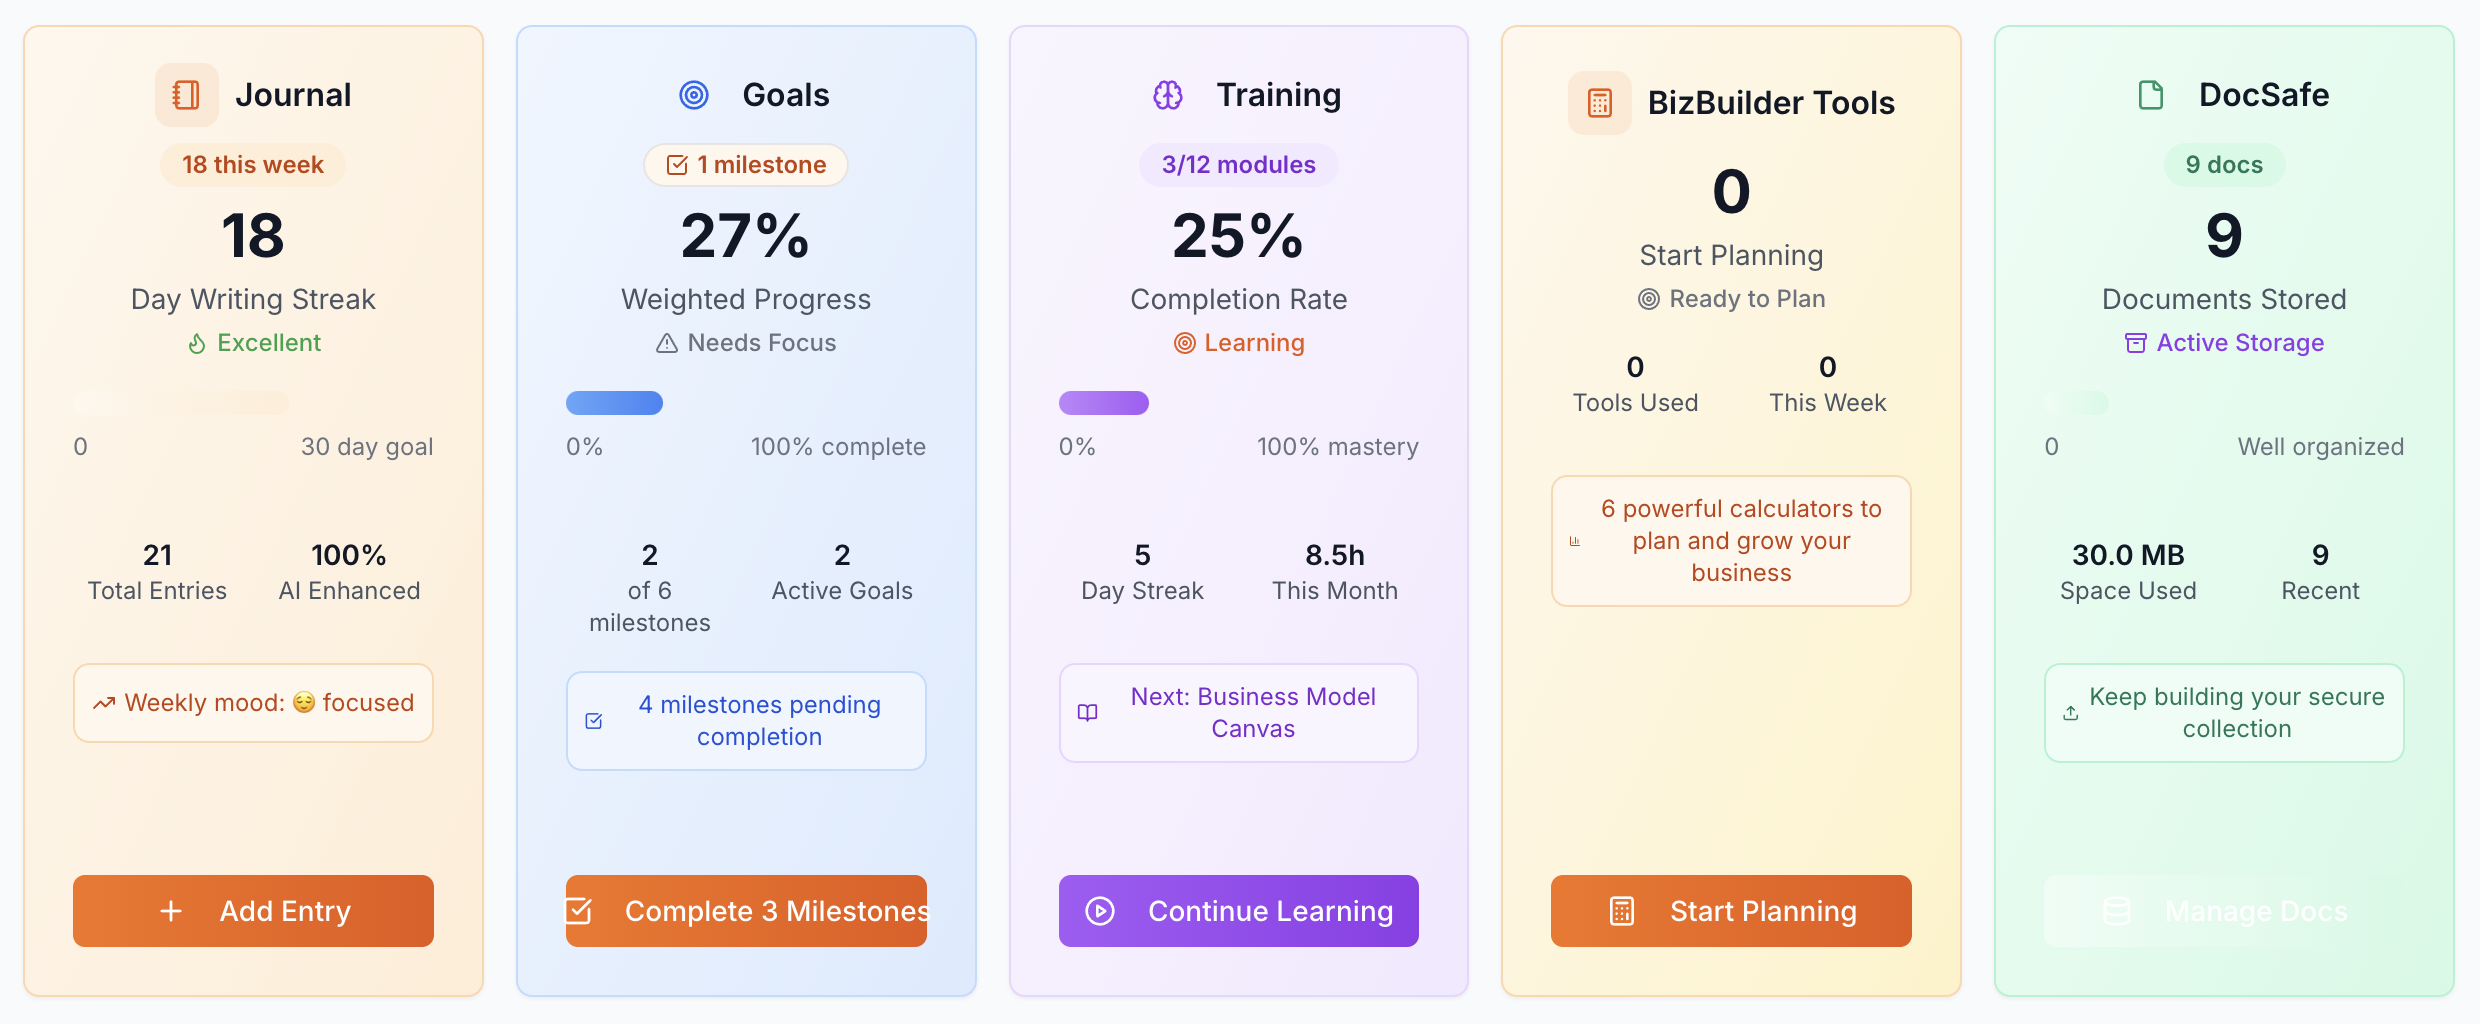 Journal
18 this week
18
Day Writing Streak
Excellent
0
30 day goal
21
Total Entries
100%
AI Enhanced
Weekly mood: 😌 focused
Add Entry
Goals
1 milestone
27%
Weighted Progress
Needs Focus
0%
100% complete
2
of 6
milestones
2
Active Goals
4 milestones pending
completion
Complete 3 Milestones
Training
3/12 modules
25%
Completion Rate
Learning
0%
100% mastery
5
Day Streak
8.5h
This Month
Next: Business Model
Canvas
Continue Learning
BizBuilder Tools
0
Start Planning
Ready to Plan
0
Tools Used
0
This Week
6 powerful calculators to
plan and grow your
business
Start Planning
DocSafe
9 docs
9
Documents Stored
Active Storage
0
Well organized
30.0 MB
Space Used
9
Recent
Keep building your secure
collection
Manage Docs